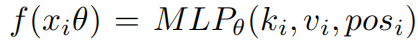 f(x_iθ) = MLP_θ(k_i, v_i, pos_i)